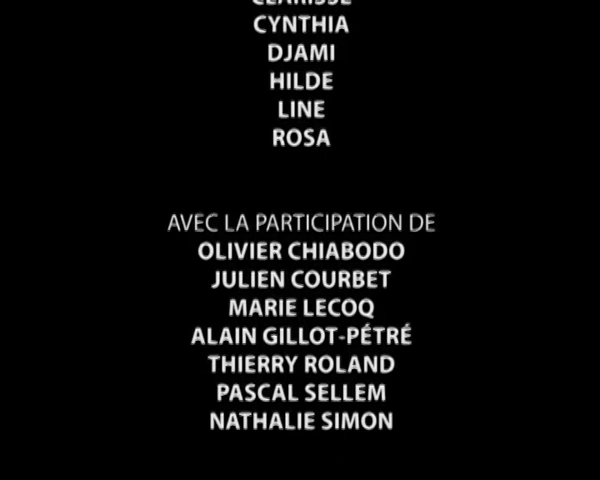 CLARISSE
CYNTHIA
DJAMI
HILDE
LINE
ROSA
AVEC LA PARTICIPATION DE
OLIVIER CHIABODO
JULIEN COURBET
MARIE LECOQ
ALAIN GILLOT-PÉTRÉ
THIERRY ROLAND
PASCAL SELLEM
NATHALIE SIMON